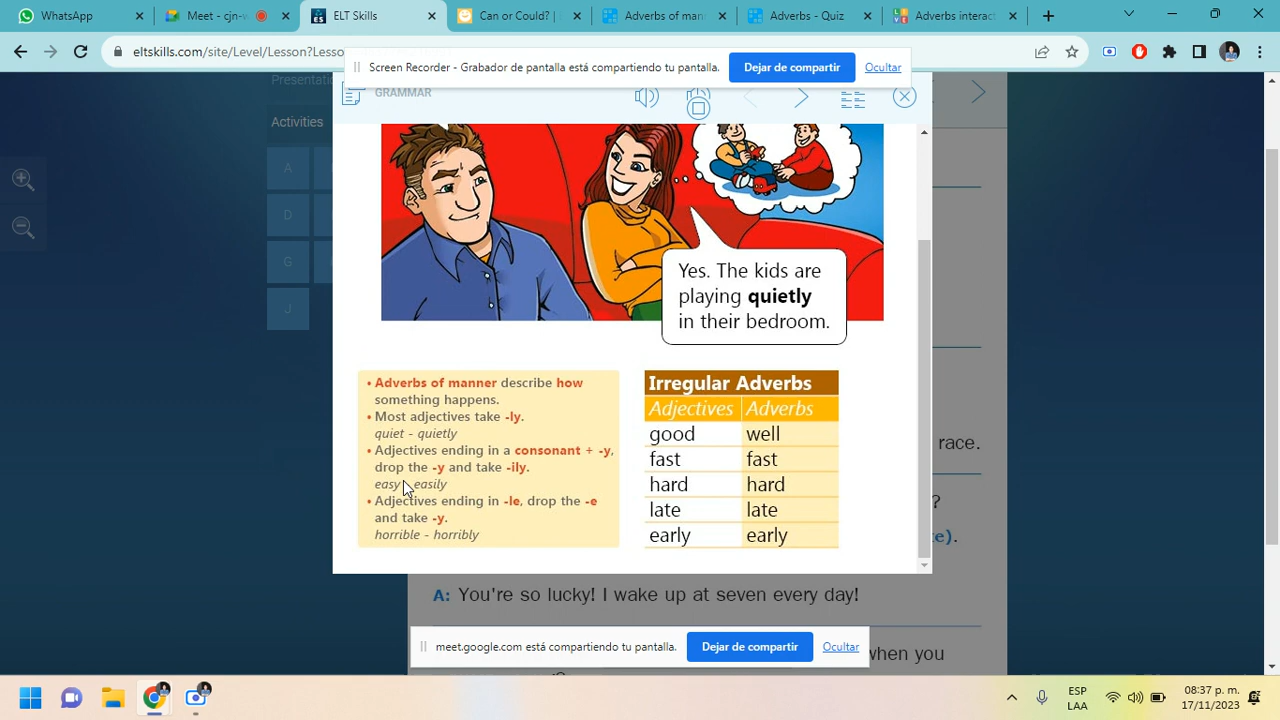 WhatsApp
Meet - cjn-w
ELT Skills
Can or Could? |
Adverbs of man
Adverbs - Quiz
Adverbs interact
eltskills.com/site/Level/Lesson?Lesso
Screen Recorder - Grabador de pantalla está compartiendo tu pantalla.
Dejar de compartir
Ocultar
Presentatio
GRAMMAR
Activities
A
D
G
J
Yes. The kids are
playing quietly
in their bedroom.
• Adverbs of manner describe how
something happens.
• Most adjectives take -ly.
quiet - quietly
• Adjectives ending in a consonant + -y,
drop the -y and take -ily.
easy - easily
• Adjectives ending in -le, drop the -e
and take -y.
horrible - horribly
Irregular Adverbs
Adjectives Adverbs
good well
fast fast
hard hard
late late
early early
race.
?
te).
A: You're so lucky! I wake up at seven every day!
meet.google.com está compartiendo tu pantalla.
Dejar de compartir
Ocultar
when you
ESP
LAA
08:37 p. m.
17/11/2023